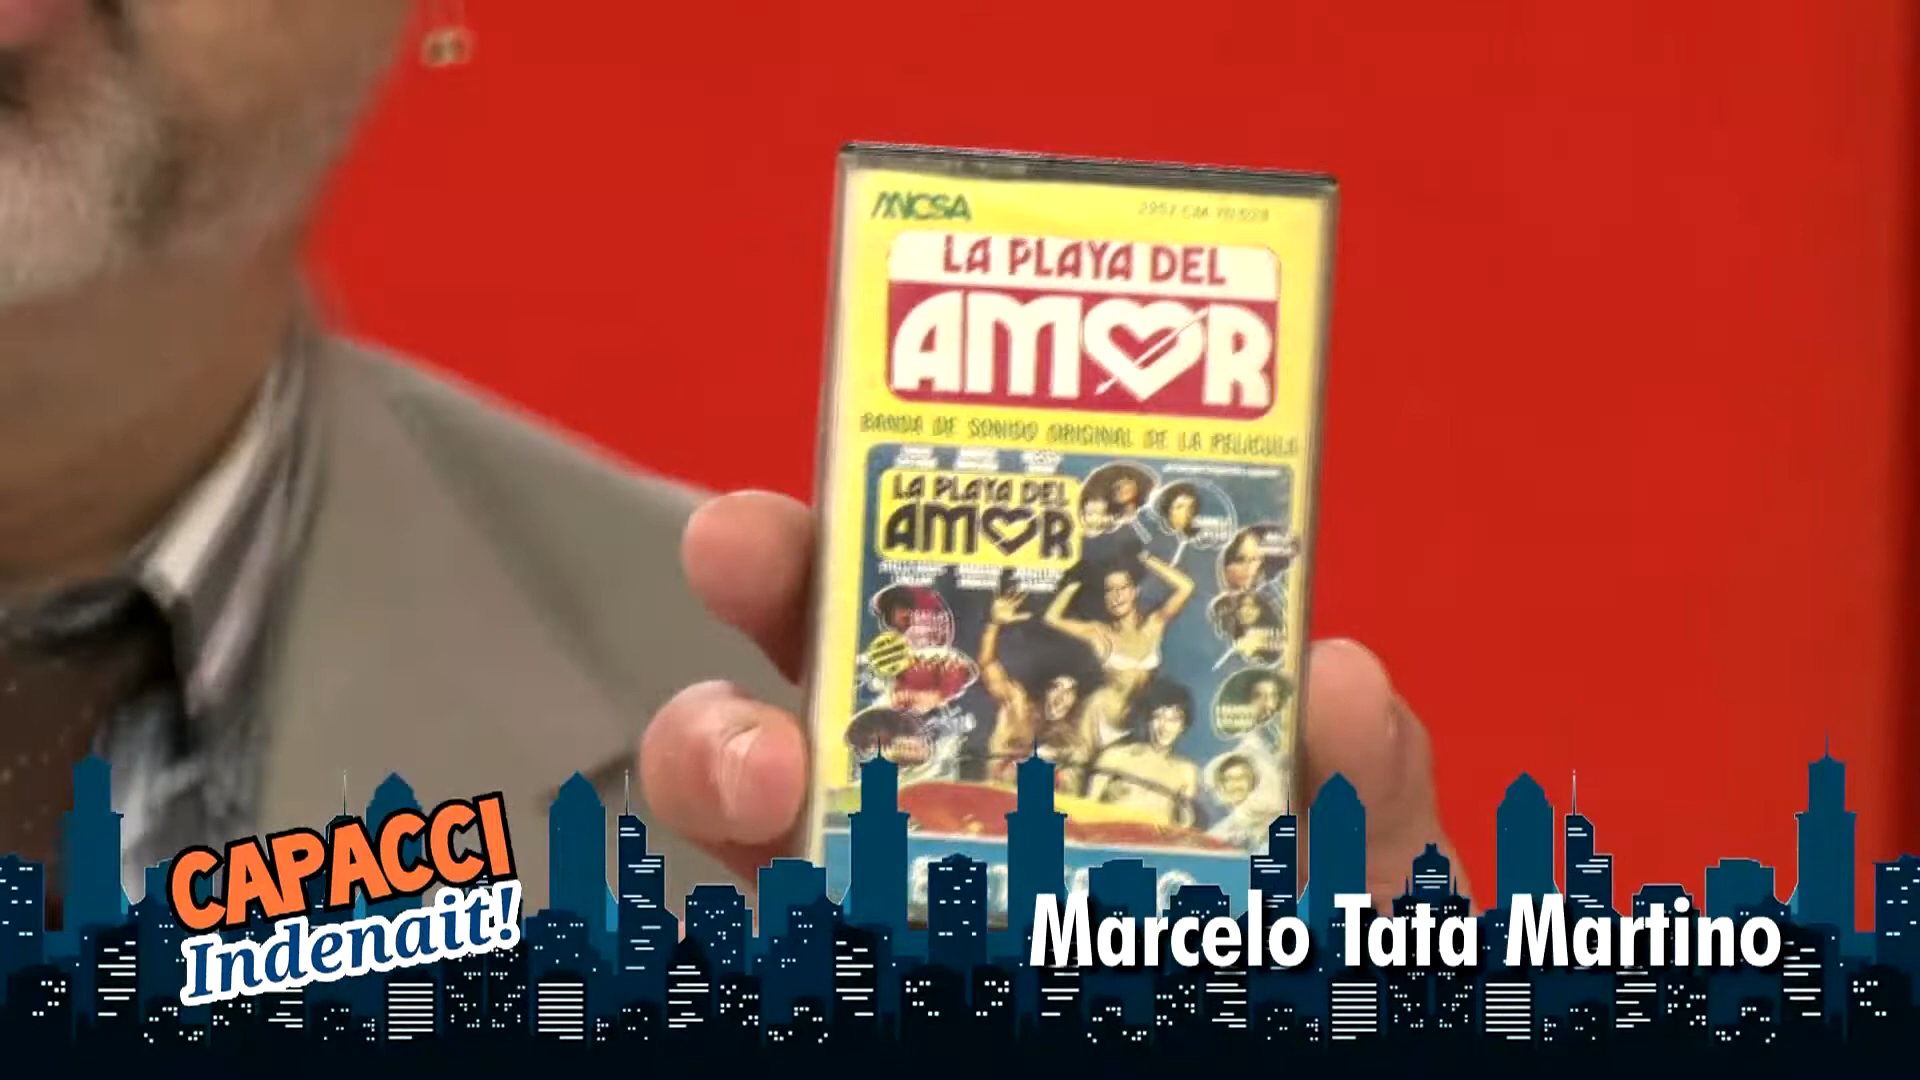 MCSA
LA PLAYA DEL
AMOR
BANDA DE SONIDO ORIGINAL DE LA PELICULA
LA PLAYA DEL
AMOR
CAPACCI
Indenait!
Marcelo Tata Martino